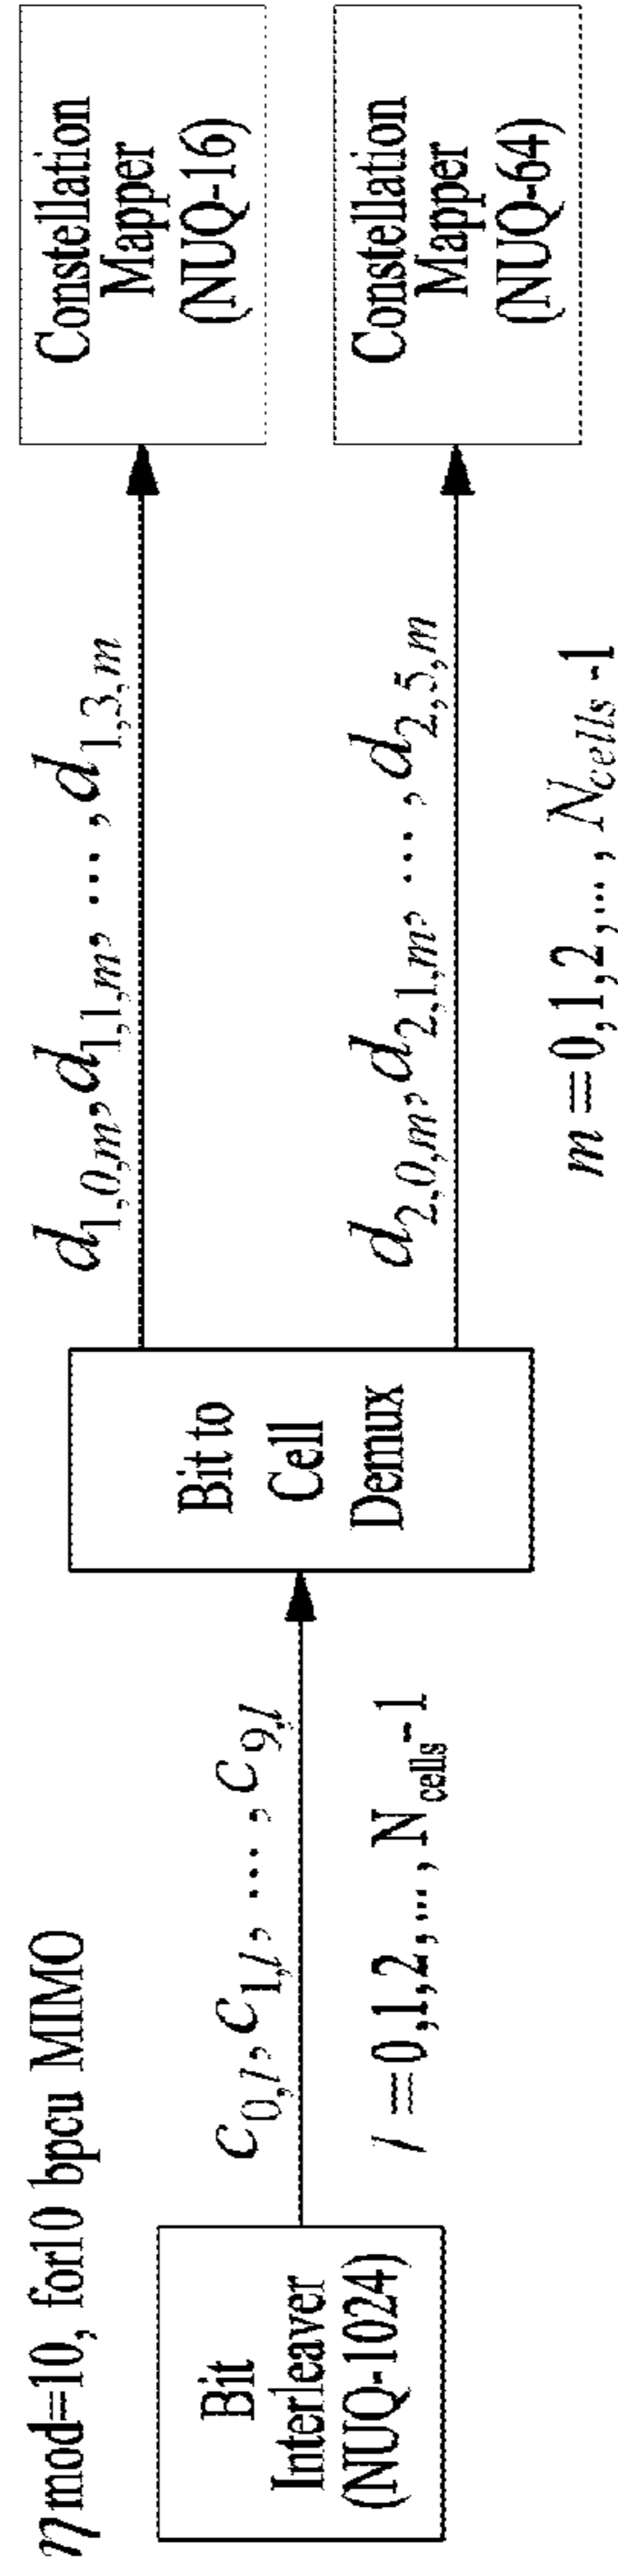 η mod=10, for10 bpcu MIMO
Bit
Interleaver
(NUQ-1024)
c0,l, c1,l, ... , c9,l
l =0,1,2,..., Ncells-1
Bit to
Cell
Demux
d1,0,m, d1,1,m, ... , d1,3,m
d2,0,m, d2,1,m, ... , d2,5,m
m =0,1,2,..., Ncells -1
Constellation
Mapper
(NUQ-16)
Constellation
Mapper
(NUQ-64)